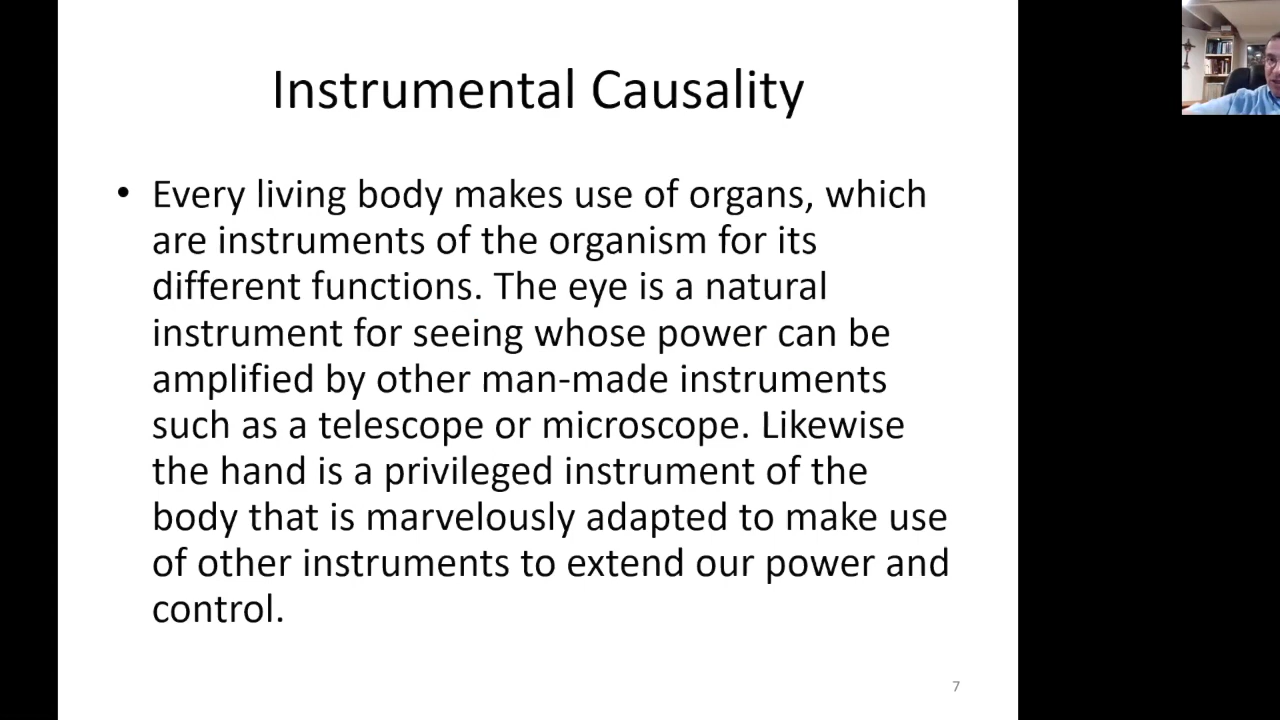 Instrumental Causality
• Every living body makes use of organs, which
are instruments of the organism for its
different functions. The eye is a natural
instrument for seeing whose power can be
amplified by other man-made instruments
such as a telescope or microscope. Likewise
the hand is a privileged instrument of the
body that is marvelously adapted to make use
of other instruments to extend our power and
control.
7